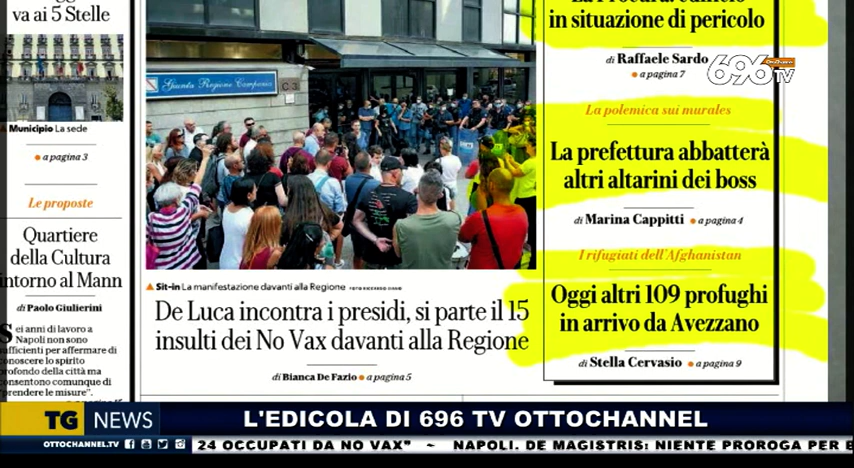 va ai 5 Stelle
Municipio La sede
a pagina 3
Le proposte
Quartiere
della Cultura
intorno al Mann
di Paolo Giulierini
Sei anni di lavoro a
Napoli non sono
sufficienti per affermare di
conoscere lo spirito
profondo della città ma
consentono comunque di
"prendere le misure".
Giunta Regione Campania
C3
Sit-in La manifestazione davanti alla Regione
De Luca incontra i presidi, si parte il 15
insulti dei No Vax davanti alla Regione
di Bianca De Fazio a pagina 5
in situazione di pericolo
di Raffaele Sardo
a pagina 7
696 TV
La polemica sui murales
La prefettura abbatterà
altri altarini dei boss
di Marina Cappitti a pagina 4
I rifugiati dell'Afghanistan
Oggi altri 109 profughi
in arrivo da Avezzano
di Stella Cervasio a pagina 9
TG NEWS
L'EDICOLA DI 696 TV OTTOCHANNEL
OTTOCHANNEL.TV
24 OCCUPATI DA NO VAX" ~ NAPOLI. DE MAGISTRIS: NIENTE PROROGA PER E